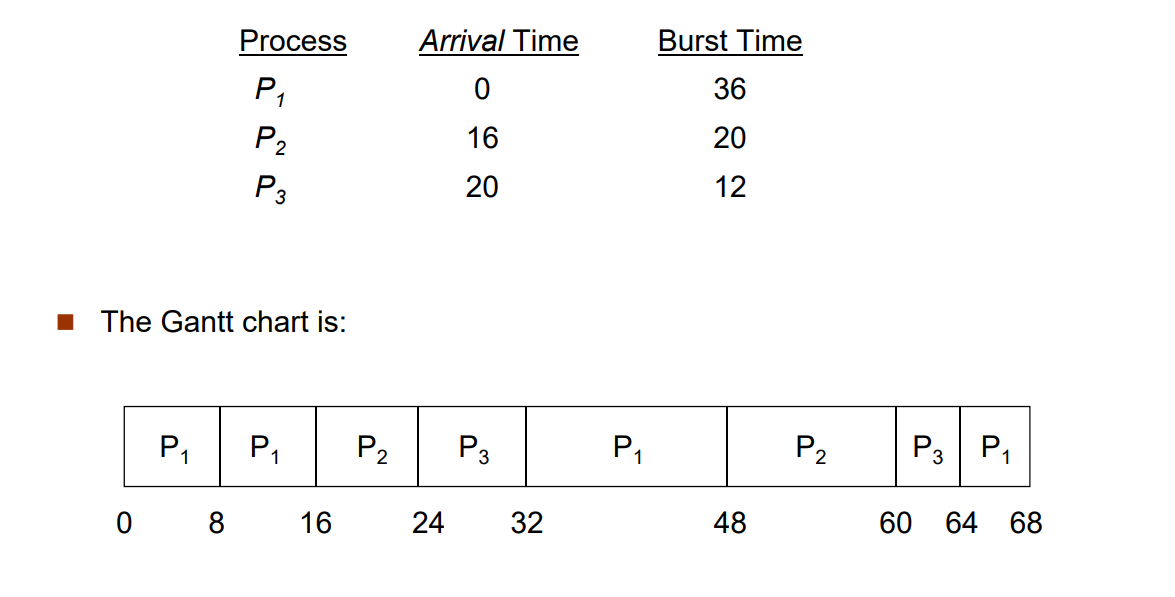 Process Arrival Time Burst Time
P1 0 36
P2 16 20
P3 20 12
The Gantt chart is:
P1 P1 P2 P3 P1 P2 P3 P1
0 8 16 24 32 48 60 64 68